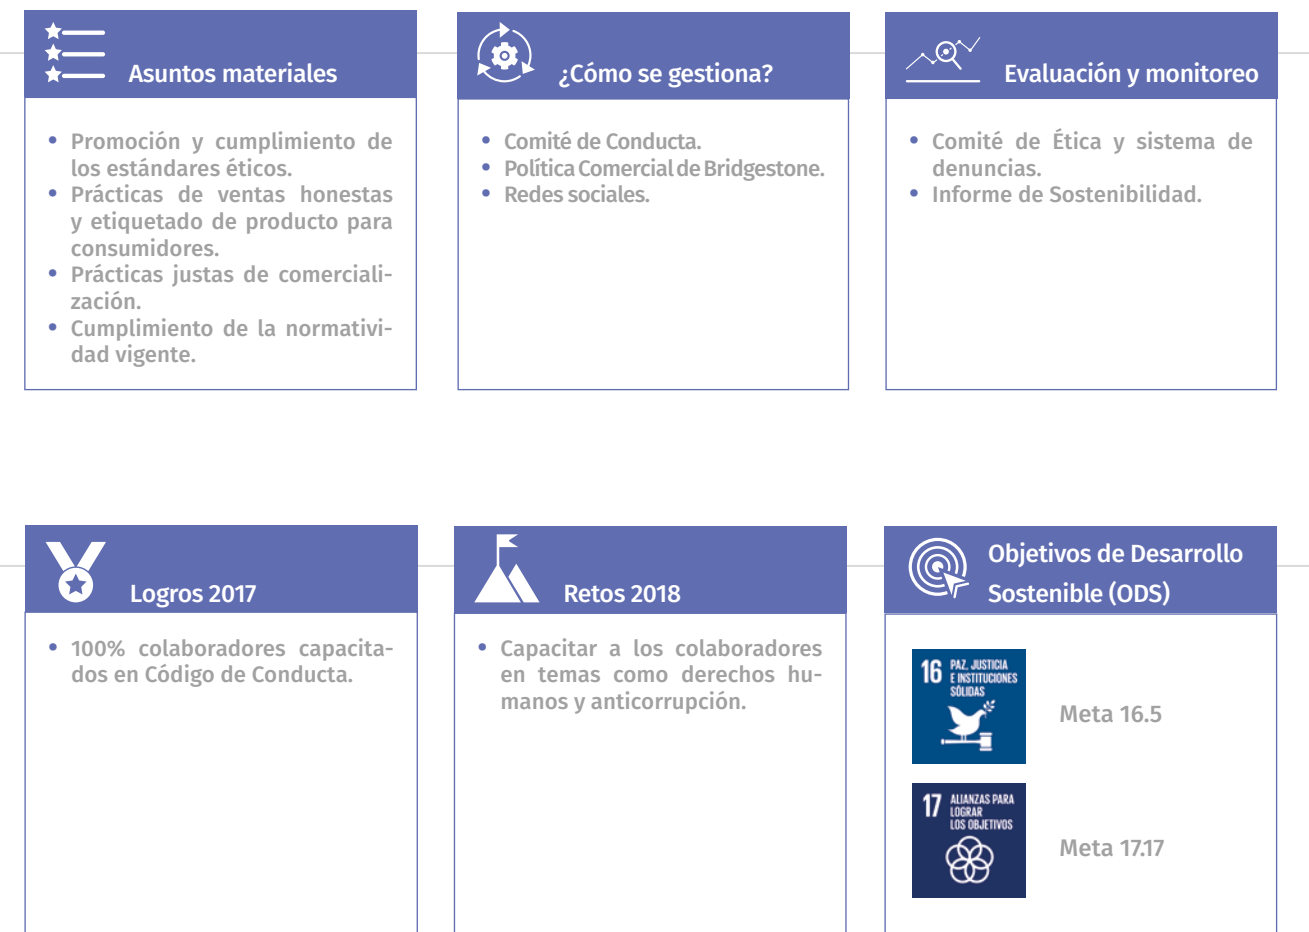 Asuntos materiales
• Promoción y cumplimiento de
los estándares éticos.
• Prácticas de ventas honestas
y etiquetado de producto para
consumidores.
• Prácticas justas de comerciali-
zación.
• Cumplimiento de la normativi-
dad vigente.
¿Cómo se gestiona?
• Comité de Conducta.
• Política Comercial de Bridgestone.
• Redes sociales.
Evaluación y monitoreo
• Comité de Ética y sistema de
denuncias.
• Informe de Sostenibilidad.
Logros 2017
• 100% colaboradores capacita-
dos en Código de Conducta.
Retos 2018
• Capacitar a los colaboradores
en temas como derechos hu-
manos y anticorrupción.
Objetivos de Desarrollo
Sostenible (ODS)
16 PAZ, JUSTICIA
E INSTITUCIONES
SÓLIDAS
Meta 16.5
17 ALIANZAS PARA
LOGRAR
LOS OBJETIVOS
Meta 17.17